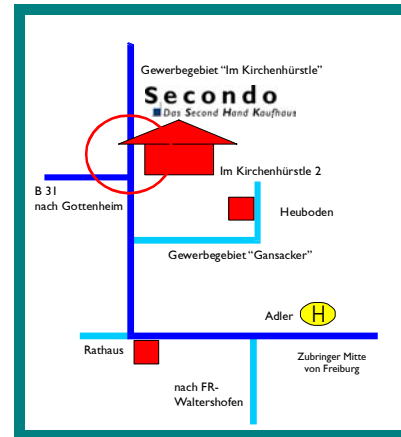 Gewerbegebiet “Im Kirchenhürstle”
Secondo
Das Second Hand Kaufhaus
Im Kirchenhürstle 2
B 31
nach Gottenheim
Heuboden
Gewerbegebiet “Gansacker”
Adler H
Rathaus
Zubringer Mitte
von Freiburg
nach FR-
Waltershofen